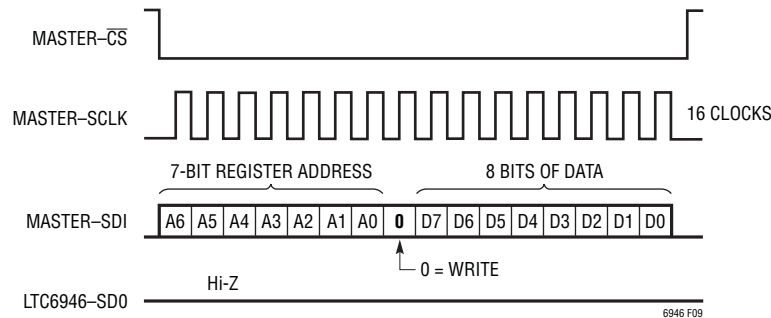 MASTER–C̅S̅
MASTER–SCLK
16 CLOCKS
7-BIT REGISTER ADDRESS
8 BITS OF DATA
MASTER–SDI
A6 A5 A4 A3 A2 A1 A0 0 D7 D6 D5 D4 D3 D2 D1 D0
0 = WRITE
Hi-Z
LTC6946–SD0
6946 F09